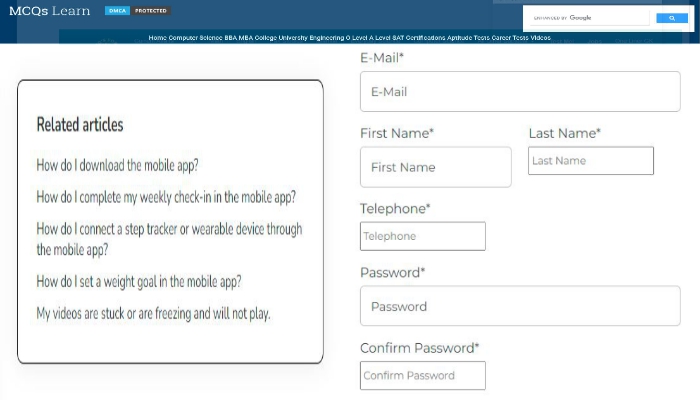 MCQs Learn DMCA PROTECTED
ENHANCED BY Google
Home Computer Science BBA MBA College University Engineering O Level A Level SAT Certifications Aptitude Tests Career Tests Videos
Related articles
How do I download the mobile app?
How do I complete my weekly check-in in the mobile app?
How do I connect a step tracker or wearable device through
the mobile app?
How do I set a weight goal in the mobile app?
My videos are stuck or are freezing and will not play.
E-Mail*
E-Mail
First Name* Last Name*
First Name Last Name
Telephone*
Telephone
Password*
Password
Confirm Password*
Confirm Password